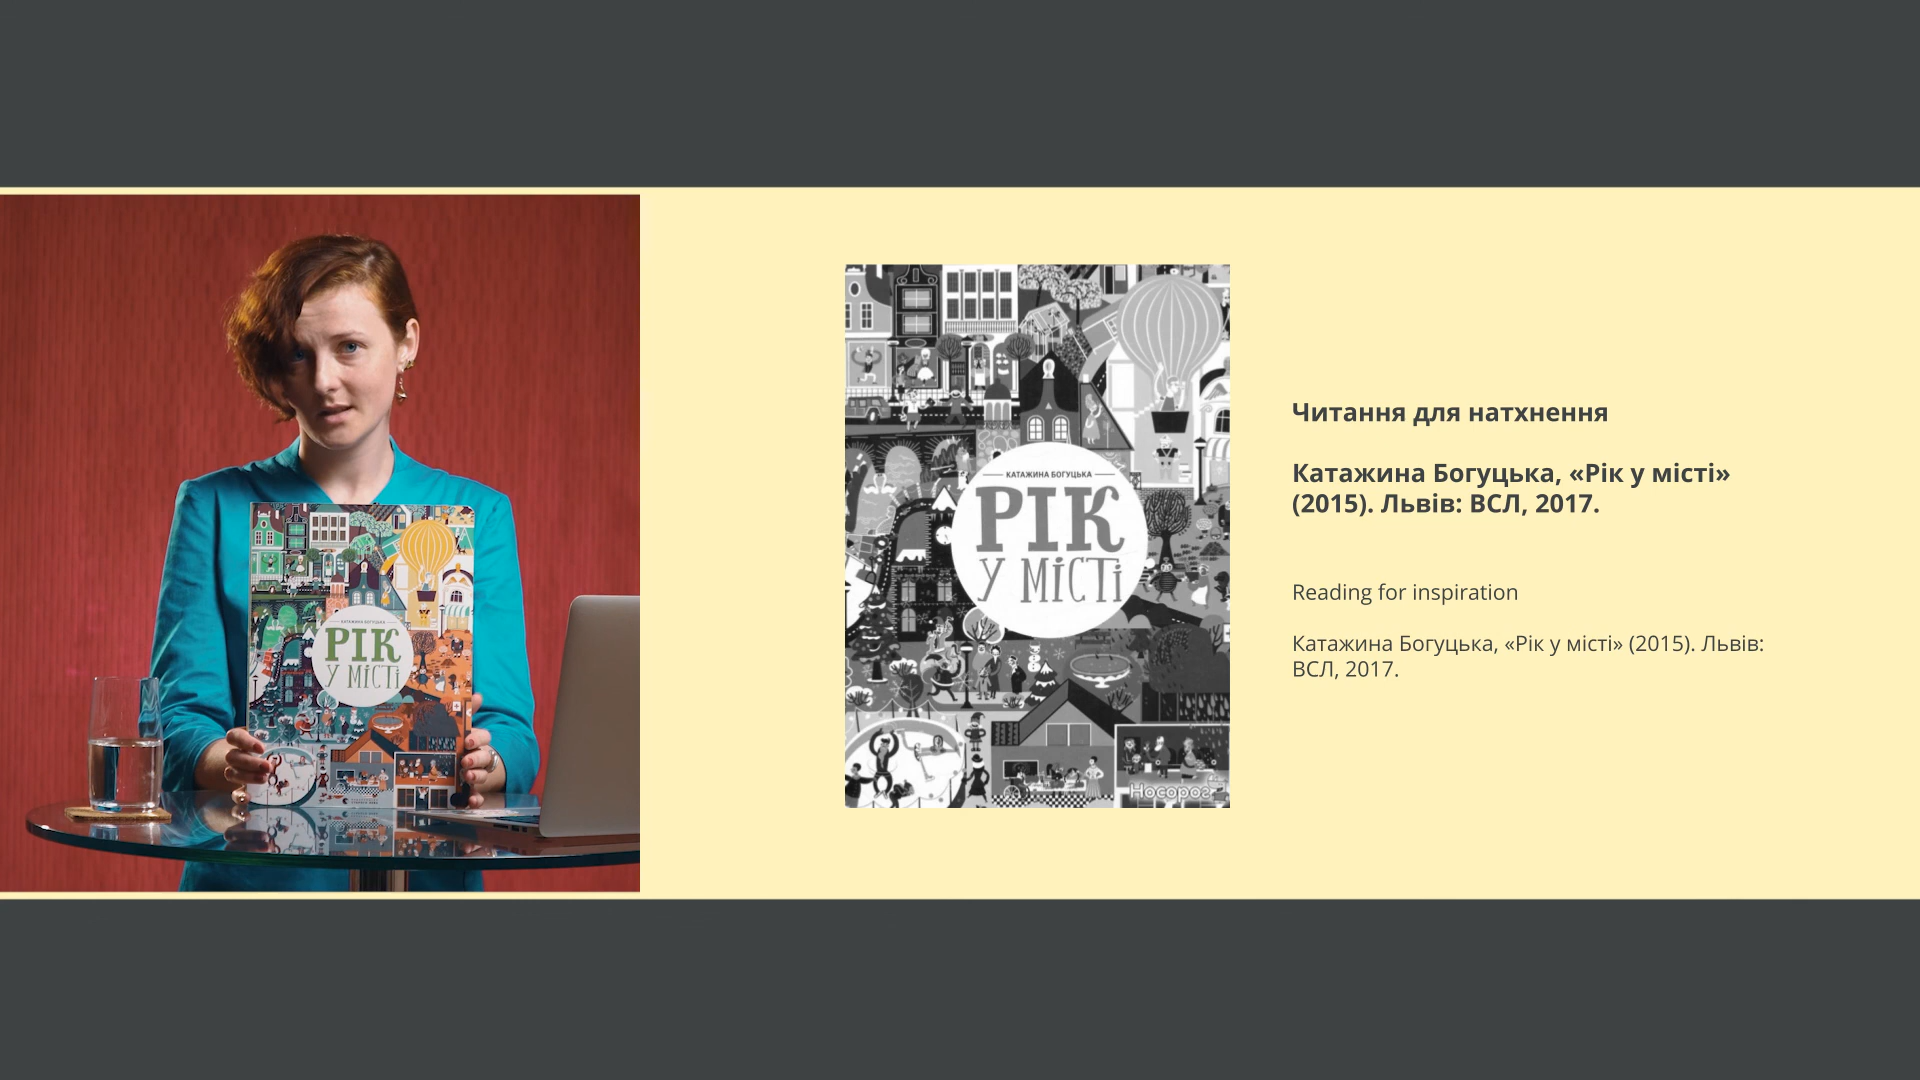 КАТАЖИНА БОГУЦЬКА
РІК
У МІСТІ
КАТАЖИНА БОГУЦЬКА
РІК
У МІСТІ
Носорог
Читання для натхнення
Катажина Богуцька, «Рік у місті»
(2015). Львів: ВСЛ, 2017.
Reading for inspiration
Катажина Богуцька, «Рік у місті» (2015). Львів:
ВСЛ, 2017.